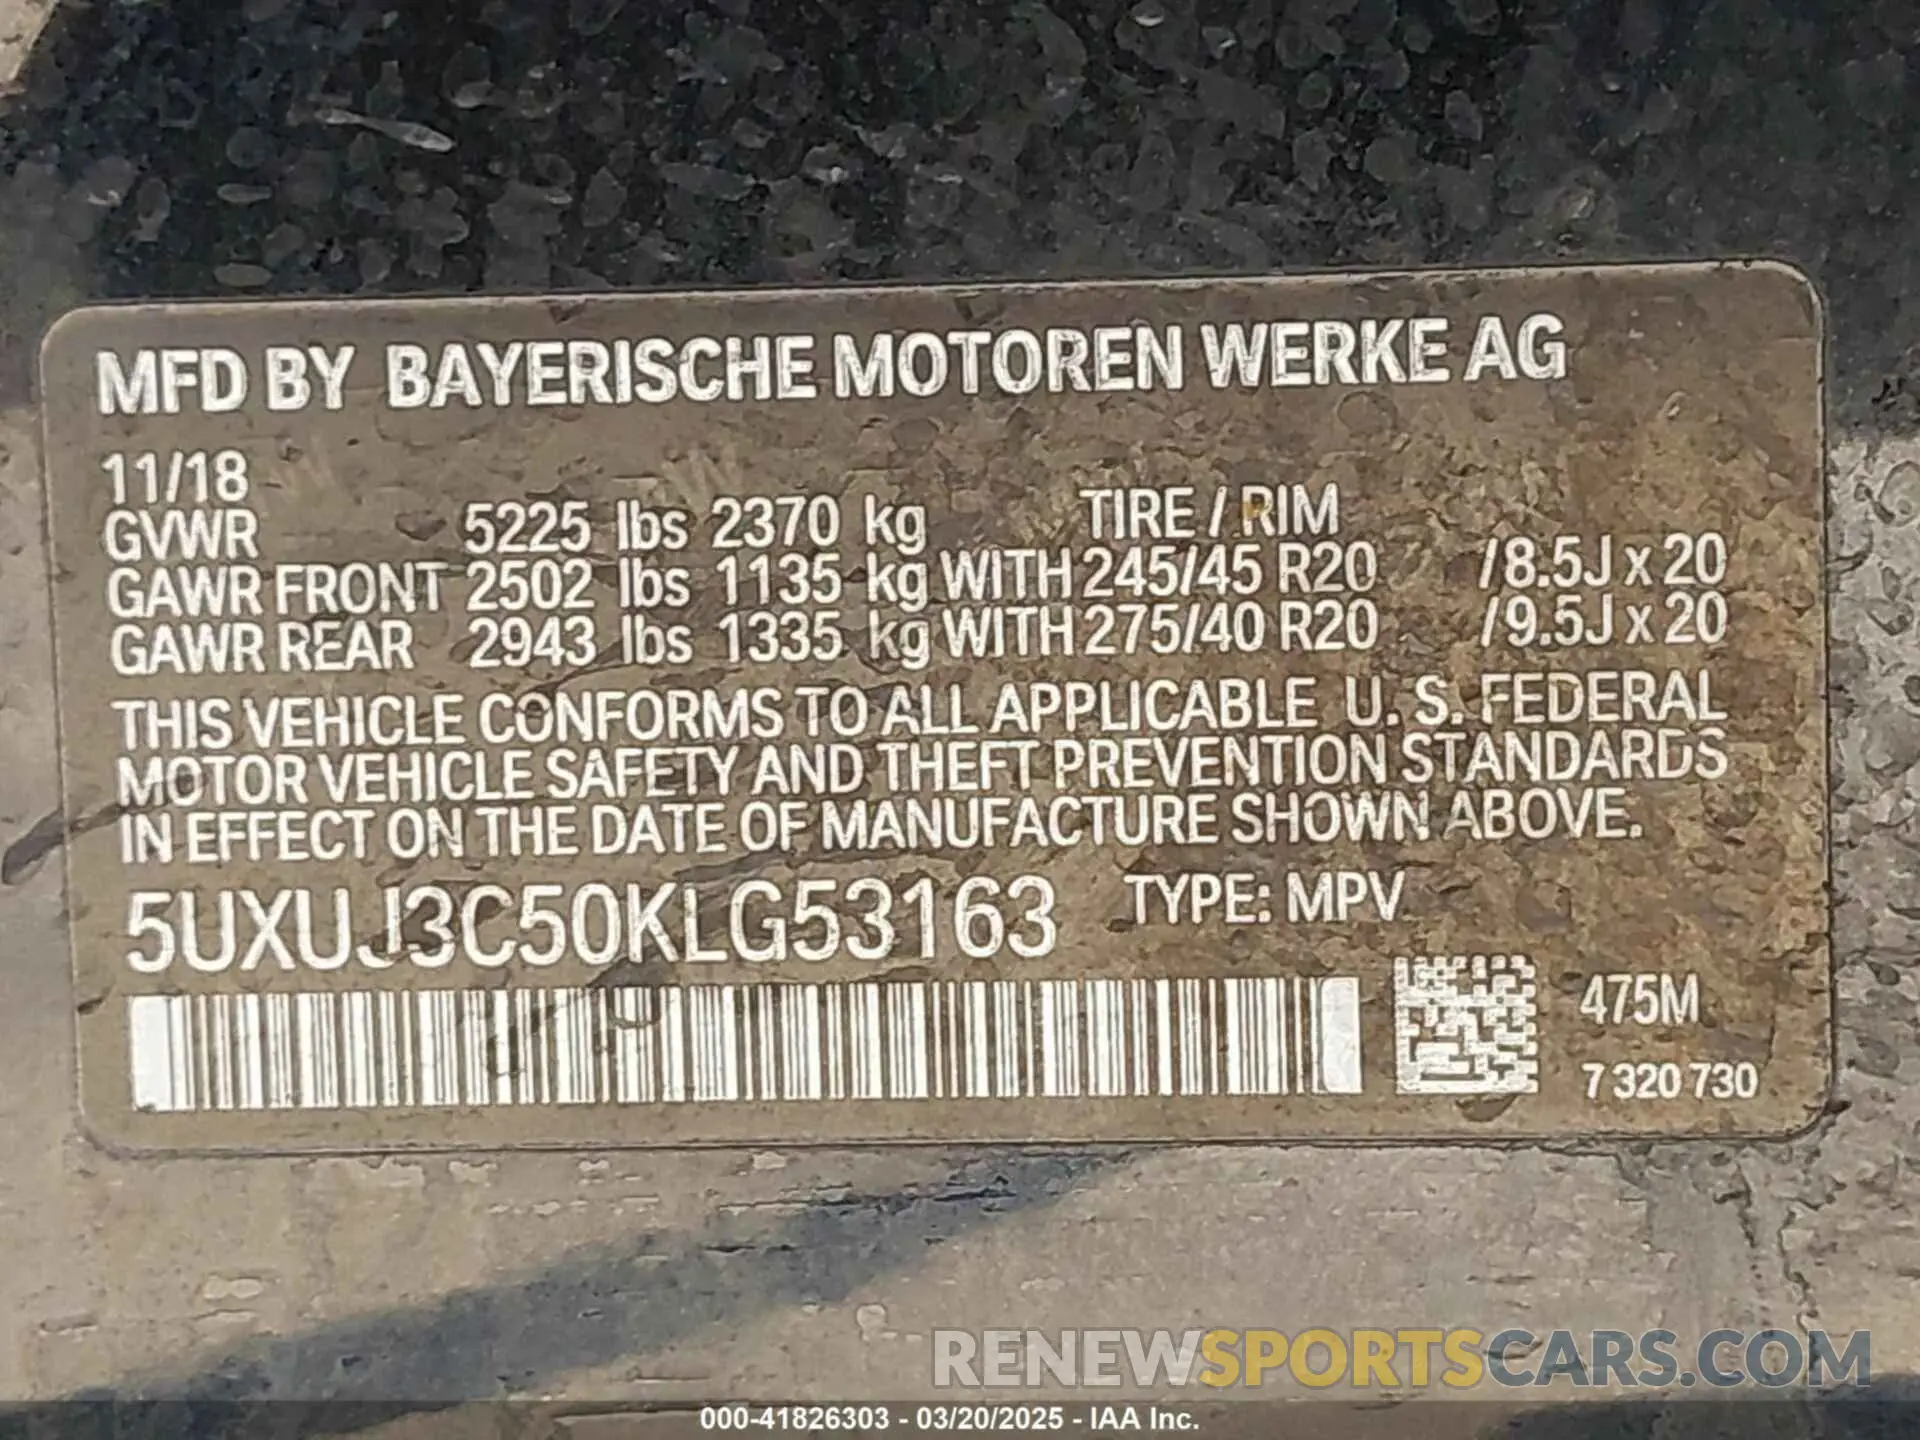 MFD BY BAYERISCHE MOTOREN WERKE AG
11/18
GVWR 5225 lbs 2370 kg TIRE / RIM
GAWR FRONT 2502 lbs 1135 kg WITH 245/45 R20 /8.5J x 20
GAWR REAR 2943 lbs 1335 kg WITH 275/40 R20 /9.5J x 20
THIS VEHICLE CONFORMS TO ALL APPLICABLE U. S. FEDERAL
MOTOR VEHICLE SAFETY AND THEFT PREVENTION STANDARDS
IN EFFECT ON THE DATE OF MANUFACTURE SHOWN ABOVE.
5UXUJ3C50KLG53163 TYPE: MPV
475M
7 320 730
RENEWSPORTSCARS.COM
000-41826303 - 03/20/2025 - IAA Inc.